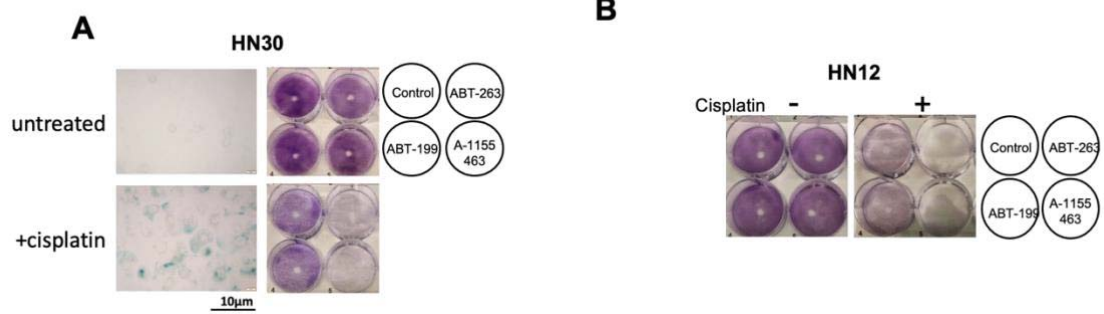 A
HN30
untreated
Control
ABT-263
ABT-199
A-1155
463
+cisplatin
10μm
B
HN12
Cisplatin - +
Control
ABT-263
ABT-199
A-1155
463